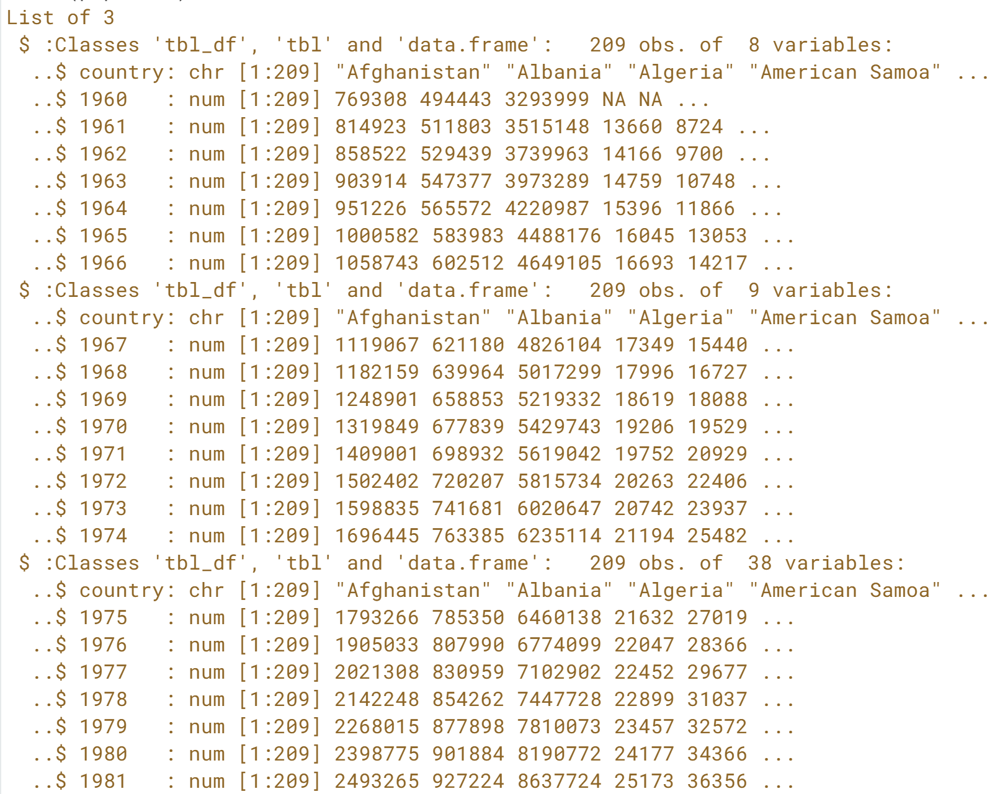 List of 3
 $ :Classes 'tbl_df', 'tbl' and 'data.frame':   209 obs. of  8 variables:
  ..$ country: chr [1:209] "Afghanistan" "Albania" "Algeria" "American Samoa" ...
  ..$ 1960   : num [1:209] 769308 494443 3293999 NA NA ...
  ..$ 1961   : num [1:209] 814923 511803 3515148 13660 8724 ...
  ..$ 1962   : num [1:209] 858522 529439 3739963 14166 9700 ...
  ..$ 1963   : num [1:209] 903914 547377 3973289 14759 10748 ...
  ..$ 1964   : num [1:209] 951226 565572 4220987 15396 11866 ...
  ..$ 1965   : num [1:209] 1000582 583983 4488176 16045 13053 ...
  ..$ 1966   : num [1:209] 1058743 602512 4649105 16693 14217 ...
 $ :Classes 'tbl_df', 'tbl' and 'data.frame':   209 obs. of  9 variables:
  ..$ country: chr [1:209] "Afghanistan" "Albania" "Algeria" "American Samoa" ...
  ..$ 1967   : num [1:209] 1119067 621180 4826104 17349 15440 ...
  ..$ 1968   : num [1:209] 1182159 639964 5017299 17996 16727 ...
  ..$ 1969   : num [1:209] 1248901 658853 5219332 18619 18088 ...
  ..$ 1970   : num [1:209] 1319849 677839 5429743 19206 19529 ...
  ..$ 1971   : num [1:209] 1409001 698932 5619042 19752 20929 ...
  ..$ 1972   : num [1:209] 1502402 720207 5815734 20263 22406 ...
  ..$ 1973   : num [1:209] 1598835 741681 6020647 20742 23937 ...
  ..$ 1974   : num [1:209] 1696445 763385 6235114 21194 25482 ...
 $ :Classes 'tbl_df', 'tbl' and 'data.frame':   209 obs. of  38 variables:
  ..$ country: chr [1:209] "Afghanistan" "Albania" "Algeria" "American Samoa" ...
  ..$ 1975   : num [1:209] 1793266 785350 6460138 21632 27019 ...
  ..$ 1976   : num [1:209] 1905033 807990 6774099 22047 28366 ...
  ..$ 1977   : num [1:209] 2021308 830959 7102902 22452 29677 ...
  ..$ 1978   : num [1:209] 2142248 854262 7447728 22899 31037 ...
  ..$ 1979   : num [1:209] 2268015 877898 7810073 23457 32572 ...
  ..$ 1980   : num [1:209] 2398775 901884 8190772 24177 34366 ...
  ..$ 1981   : num [1:209] 2493265 927224 8637724 25173 36356 ...